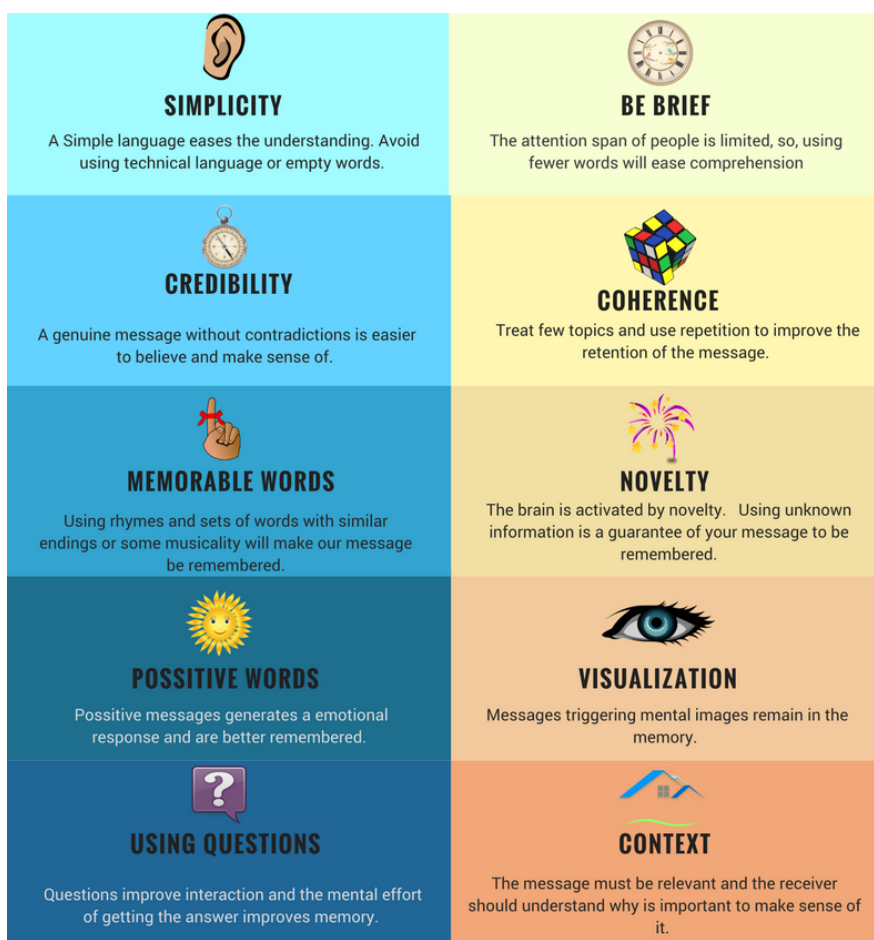 SIMPLICITY
A Simple language eases the understanding. Avoid
using technical language or empty words.
BE BRIEF
The attention span of people is limited, so, using
fewer words will ease comprehension
CREDIBILITY
A genuine message without contradictions is easier
to believe and make sense of.
COHERENCE
Treat few topics and use repetition to improve the
retention of the message.
MEMORABLE WORDS
Using rhymes and sets of words with similar
endings or some musicality will make our message
be remembered.
NOVELTY
The brain is activated by novelty. Using unknown
information is a guarantee of your message to be
remembered.
POSSITIVE WORDS
Possitive messages generates a emotional
response and are better remembered.
VISUALIZATION
Messages triggering mental images remain in the
memory.
?
USING QUESTIONS
Questions improve interaction and the mental effort
of getting the answer improves memory.
CONTEXT
The message must be relevant and the receiver
should understand why is important to make sense of
it.